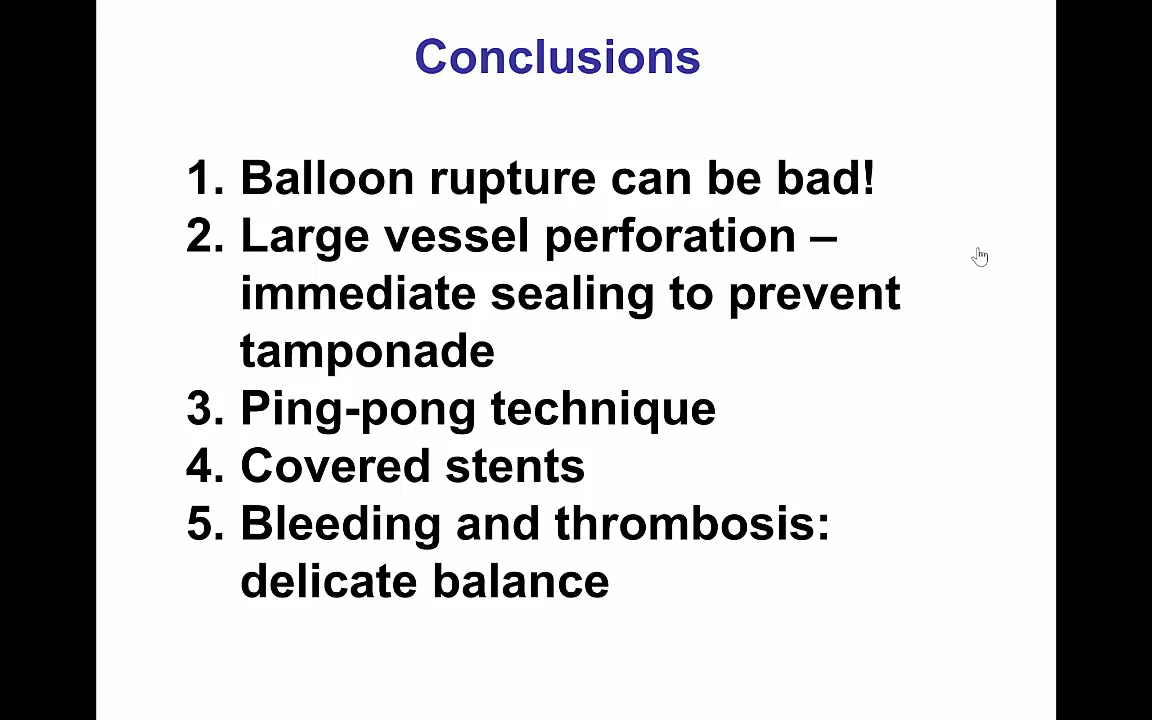 Conclusions
1. Balloon rupture can be bad!
2. Large vessel perforation –
immediate sealing to prevent
tamponade
3. Ping-pong technique
4. Covered stents
5. Bleeding and thrombosis:
delicate balance